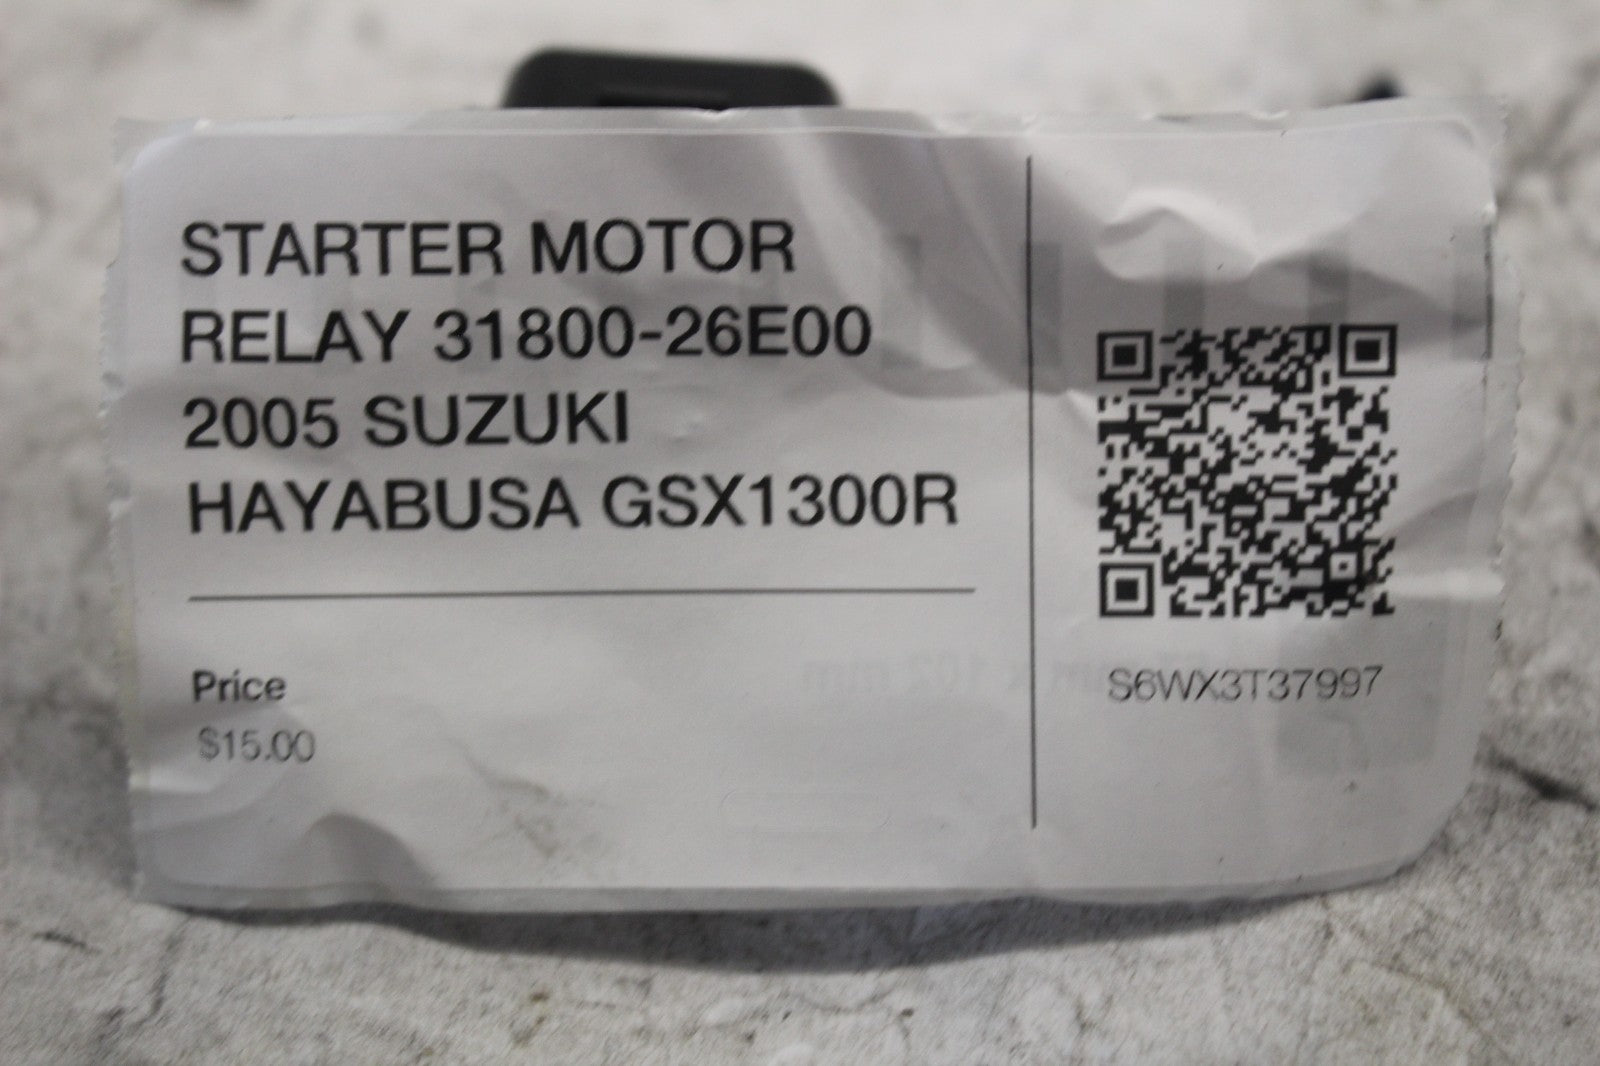 STARTER MOTOR
RELAY 31800-26E00
2005 SUZUKI
HAYABUSA GSX1300R
Price
$15.00
S6WX3T37997